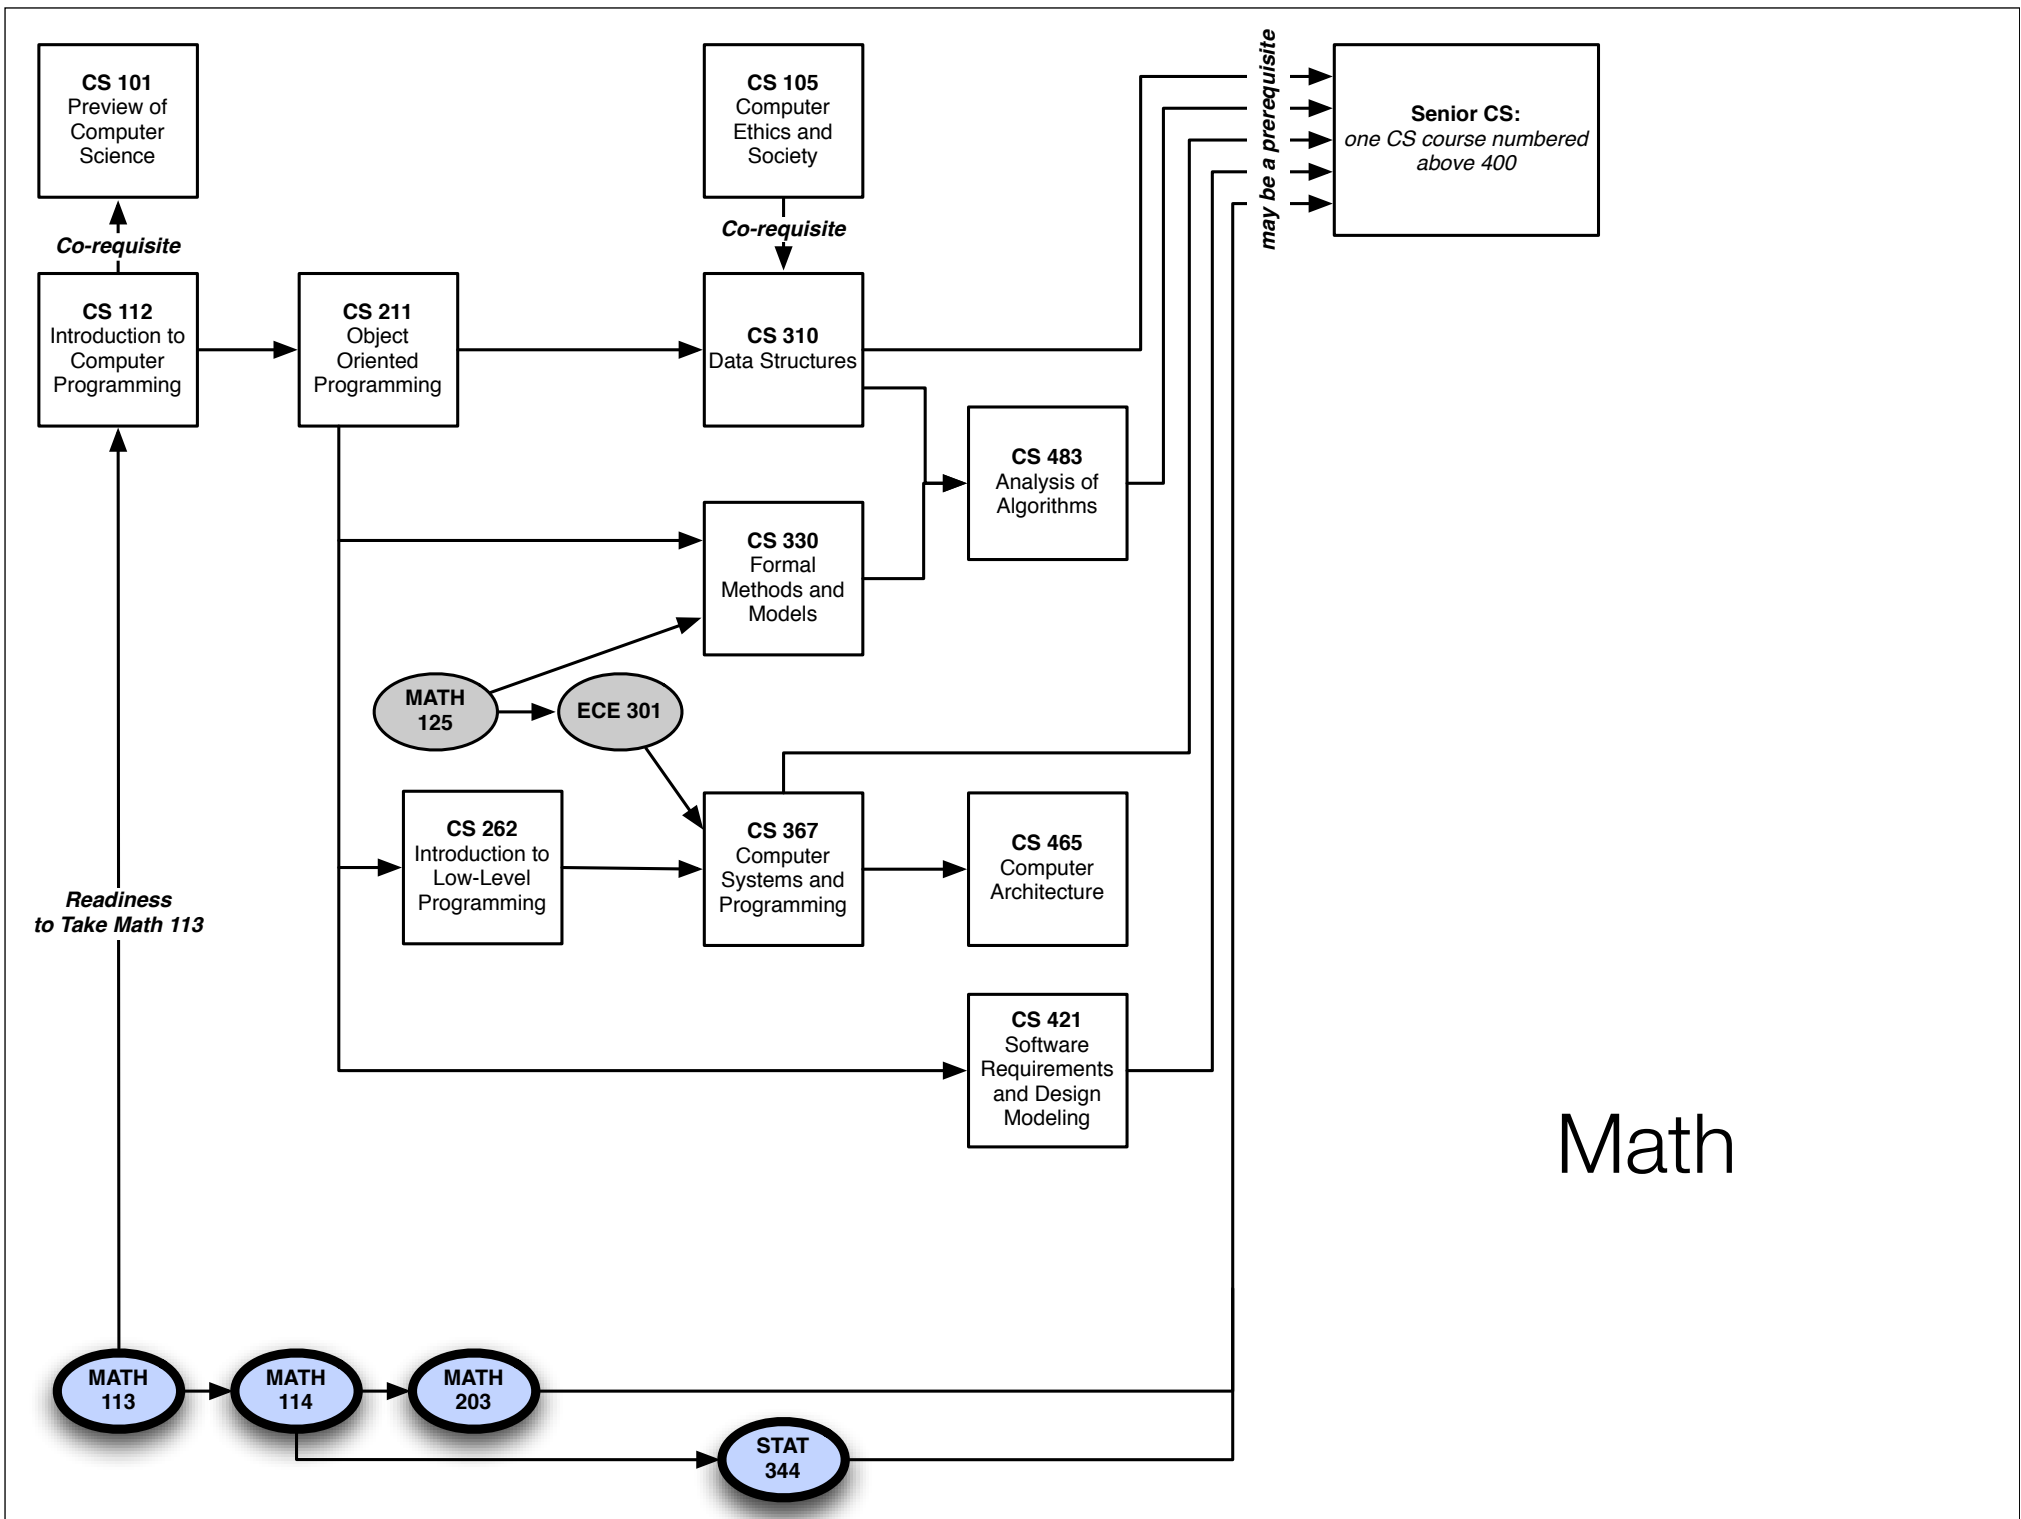 CS 101
Preview of
Computer
Science
CS 105
Computer
Ethics and
Society
may be a prerequisite
Senior CS:
one CS course numbered
above 400
Co-requisite
Co-requisite
CS 112
Introduction to
Computer
Programming
CS 211
Object
Oriented
Programming
CS 310
Data Structures
CS 483
Analysis of
Algorithms
CS 330
Formal
Methods and
Models
MATH
125
ECE 301
CS 262
Introduction to
Low-Level
Programming
CS 367
Computer
Systems and
Programming
CS 465
Computer
Architecture
Readiness
to Take Math 113
CS 421
Software
Requirements
and Design
Modeling
Math
MATH
113
MATH
114
MATH
203
STAT
344